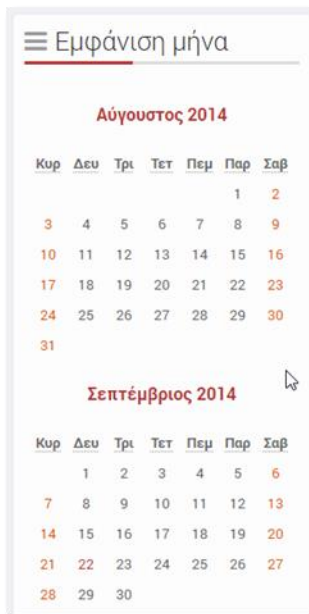 Εμφάνιση μήνα
Αύγουστος 2014
Κυρ Δευ Τρι Τετ Πεμ Παρ Σαβ
1 2
3 4 5 6 7 8 9
10 11 12 13 14 15 16
17 18 19 20 21 22 23
24 25 26 27 28 29 30
31
Σεπτέμβριος 2014
Κυρ Δευ Τρι Τετ Πεμ Παρ Σαβ
1 2 3 4 5 6
7 8 9 10 11 12 13
14 15 16 17 18 19 20
21 22 23 24 25 26 27
28 29 30